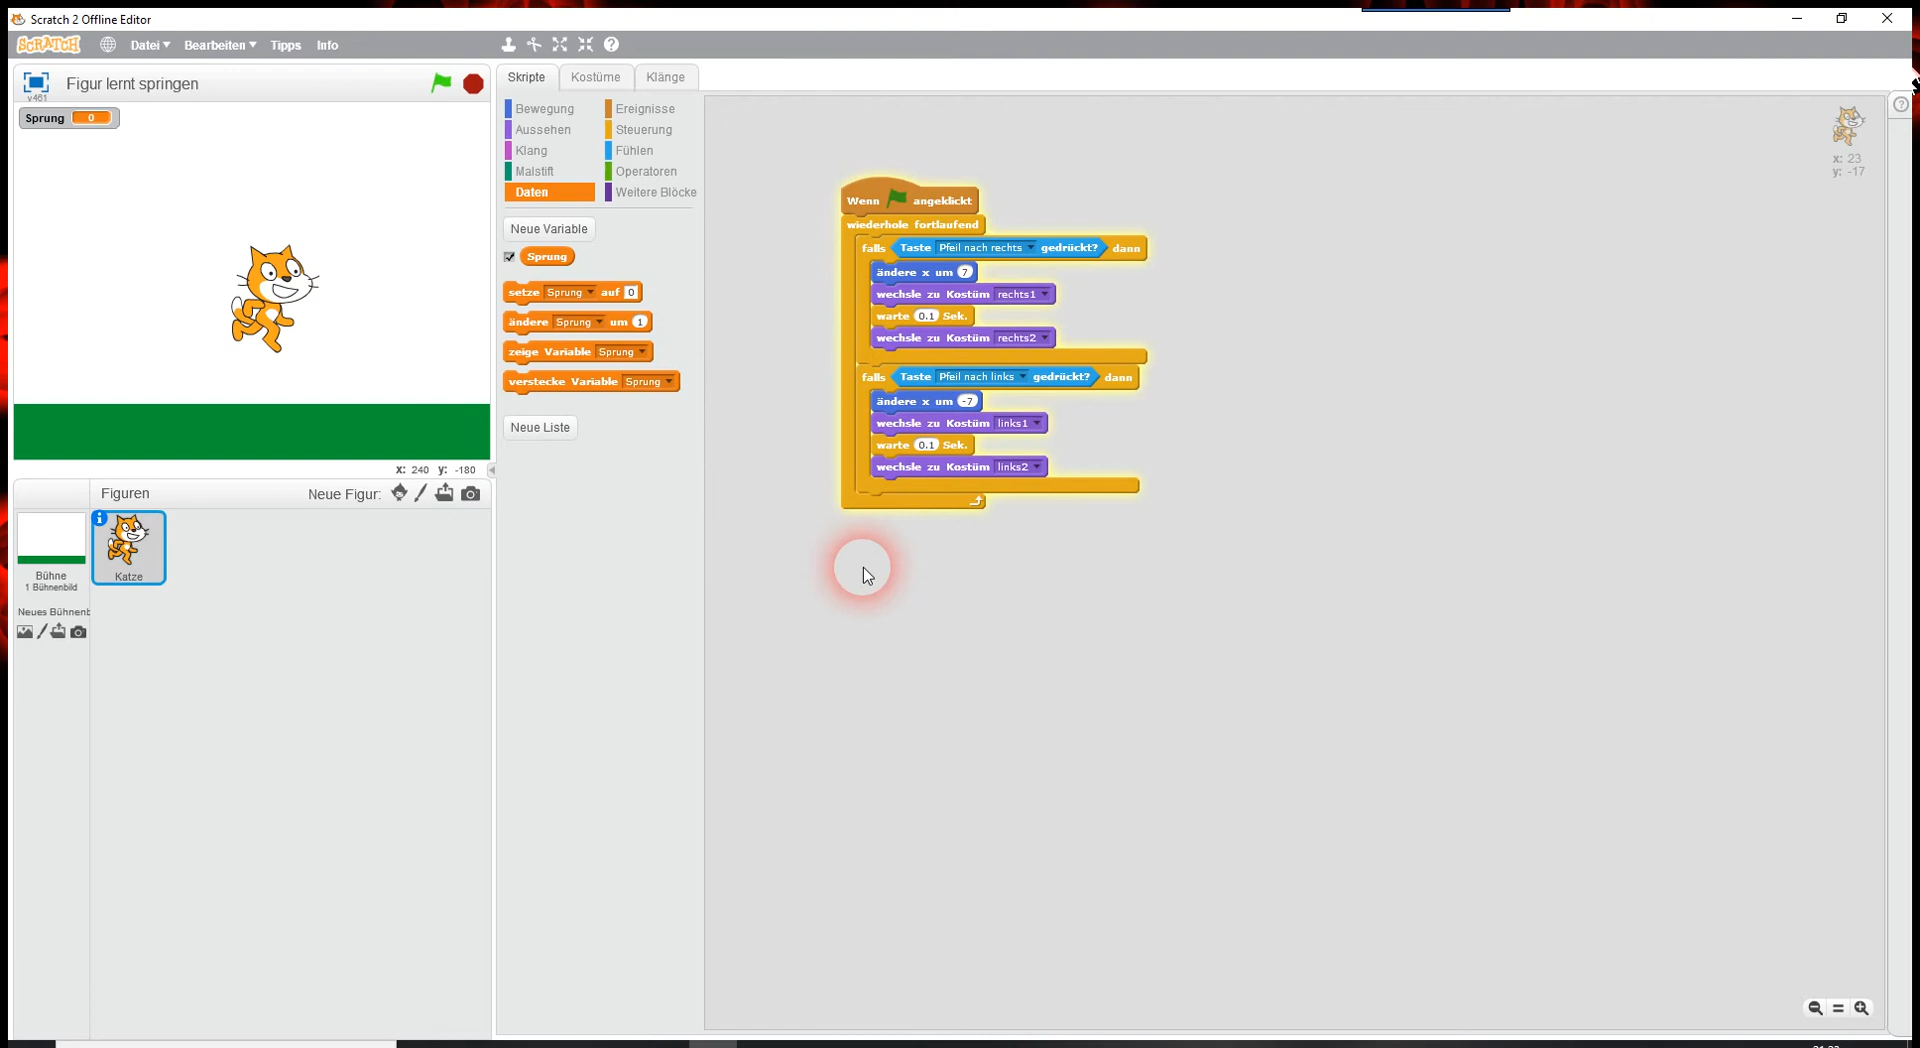 Scratch 2 Offline Editor
SCRATCH Datei Bearbeiten Tipps Info
v461 Figur lernt springen
Sprung 0
x: 240 y: -180
Figuren Neue Figur:
Bühne
1 Bühnenbild
Katze
Neues Bühnenb
Skripte Kostüme Klänge
Bewegung Ereignisse
Aussehen Steuerung
Klang Fühlen
Malstift Operatoren
Daten Weitere Blöcke
Neue Variable
Sprung
setze Sprung auf 0
ändere Sprung um 1
zeige Variable Sprung
verstecke Variable Sprung
Neue Liste
Wenn angeklickt
wiederhole fortlaufend
falls Taste Pfeil nach rechts gedrückt? dann
ändere x um 7
wechsle zu Kostüm rechts1
warte 0.1 Sek.
wechsle zu Kostüm rechts2
falls Taste Pfeil nach links gedrückt? dann
ändere x um -7
wechsle zu Kostüm links1
warte 0.1 Sek.
wechsle zu Kostüm links2
x: 23
y: -17